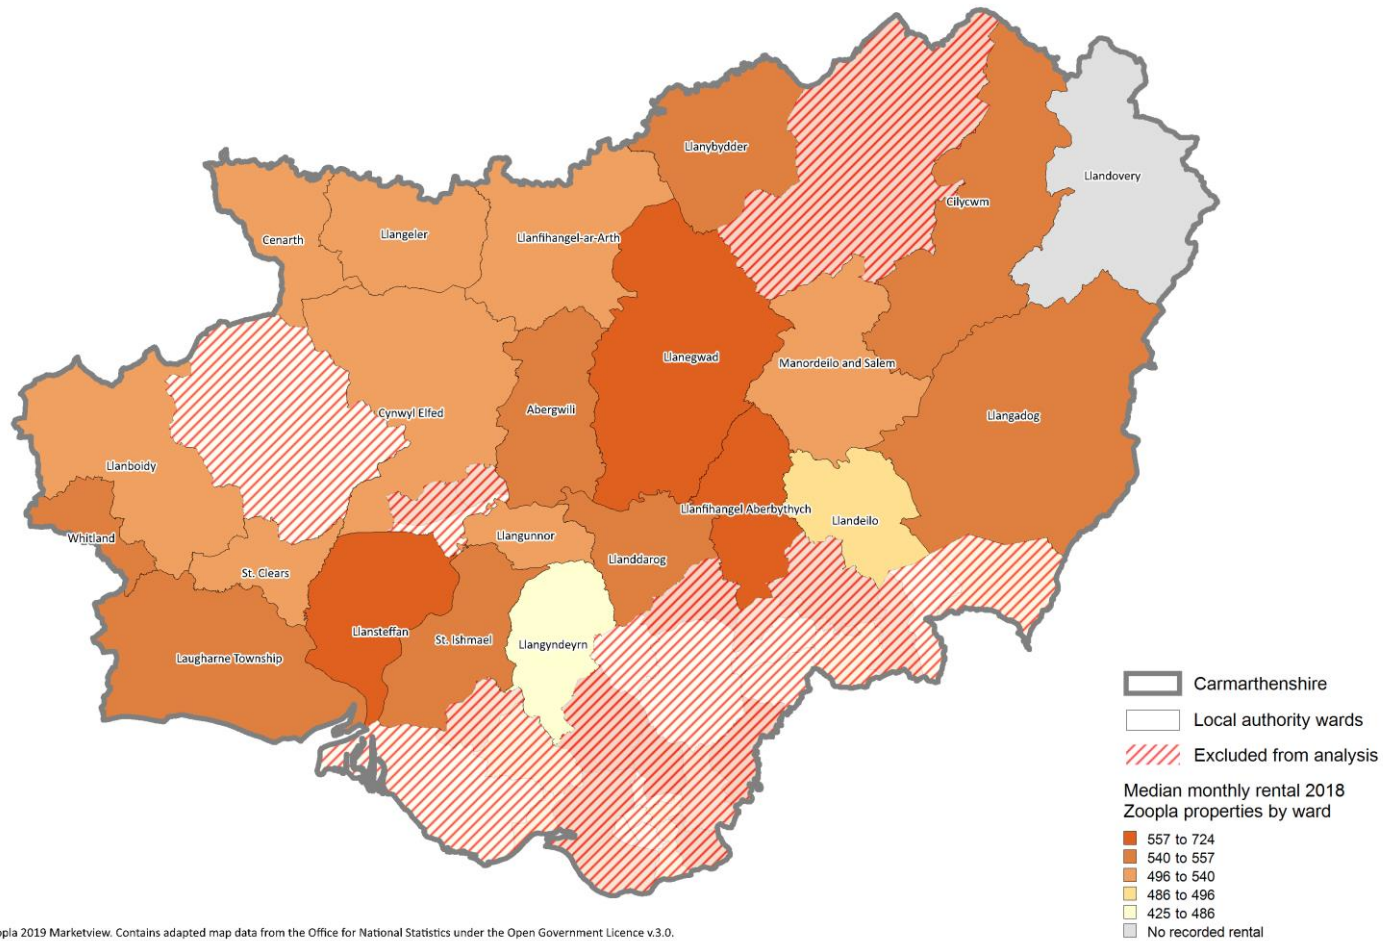 Llanybydder
Llandovery
Cilycwm
Cenarth
Llangeler
Llanfihangel-ar-Arth
Llanegwad
Manordeilo and Salem
Cynwyl Elfed
Abergwili
Llangadog
Llanboidy
Llanfihangel Aberbythych
Llandeilo
Whitland
Llangunnor
Llanddarog
St. Clears
Llansteffan
St. Ishmael
Llangyndeyrn
Laugharne Township
Carmarthenshire
Local authority wards
Excluded from analysis
Median monthly rental 2018
Zoopla properties by ward
557 to 724
540 to 557
496 to 540
486 to 496
425 to 486
No recorded rental
opla 2019 Marketview. Contains adapted map data from the Office for National Statistics under the Open Government Licence v.3.0.